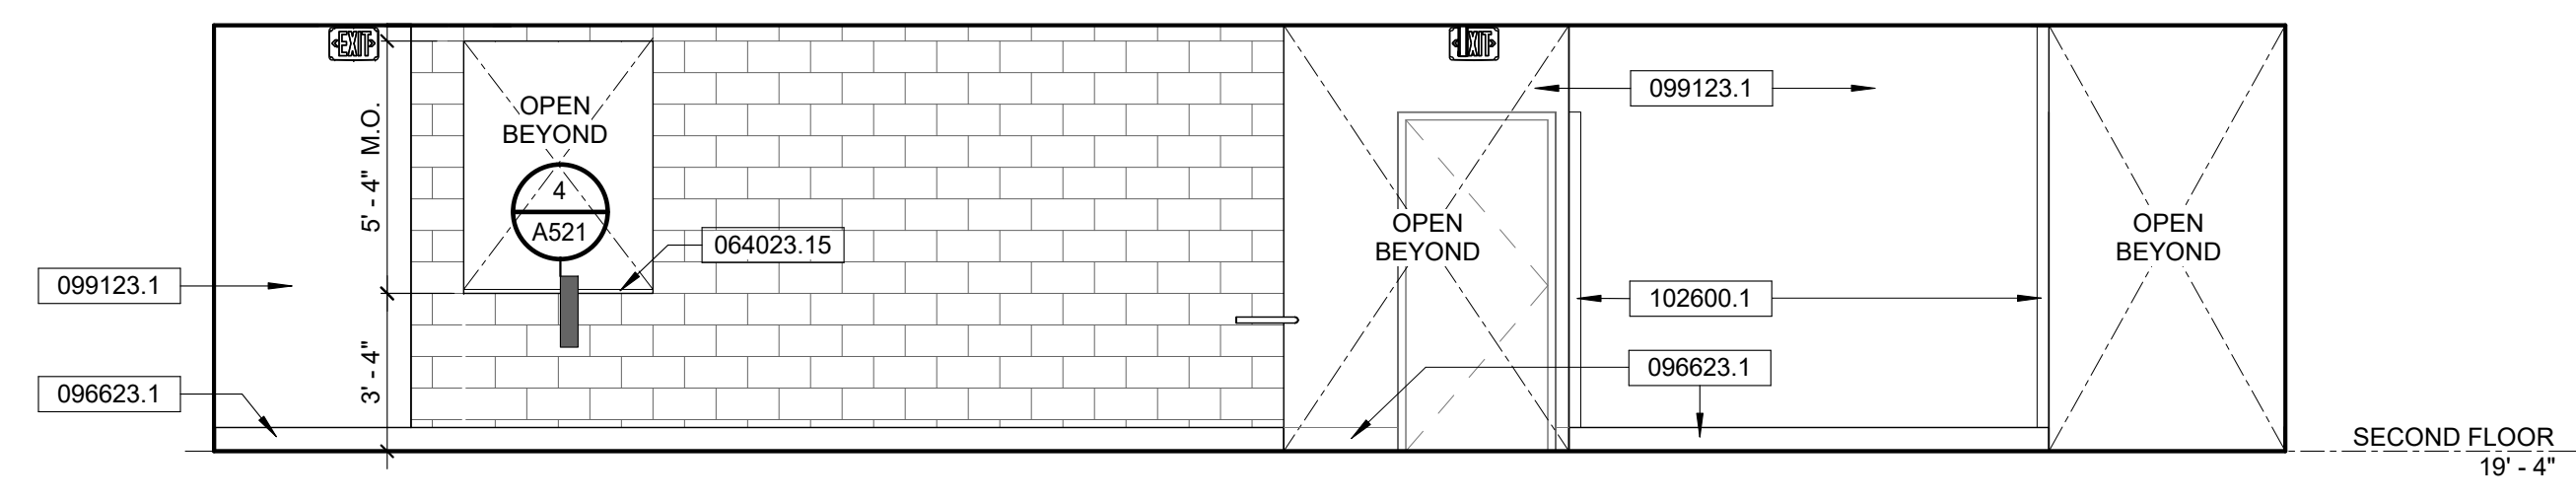 EXIT
EXIT
099123.1
OPEN
BEYOND
5' - 4" M.O.
4
A521
064023.15
OPEN
BEYOND
OPEN
BEYOND
099123.1
102600.1
096623.1
3' - 4"
096623.1
SECOND FLOOR
19' - 4"